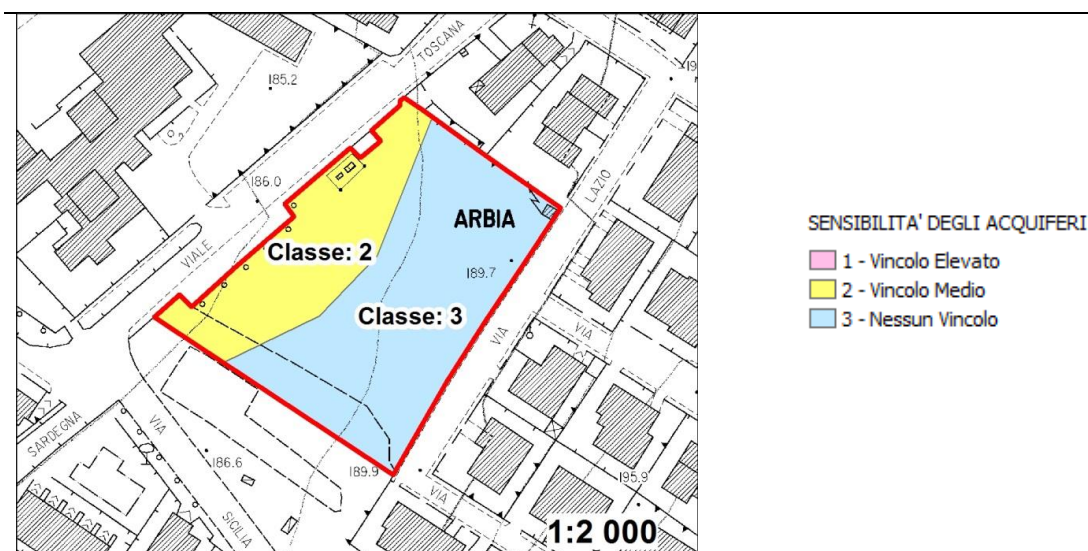 TOSCANA
185.2
186.0
VIALE
ARBIA
LAZIO
Classe: 2
189.7
Classe: 3
VIA
VIA
SARDEGNA
VIA
186.6
SICILIA
189.9
VIA
195.9
1:2 000
SENSIBILITA' DEGLI ACQUIFERI
1 - Vincolo Elevato
2 - Vincolo Medio
3 - Nessun Vincolo